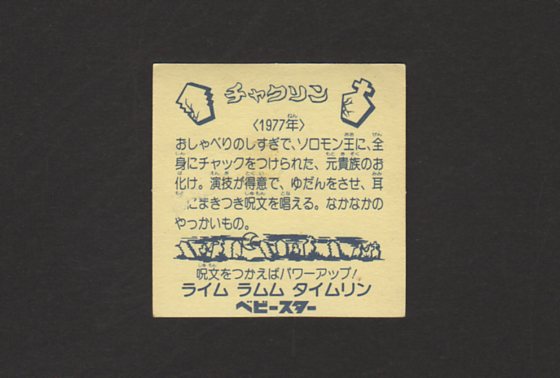 チャクリン
〈1977年〉
おしゃべりのしすぎで、ソロモン王に、全
身にチャックをつけられた、元貴族のお
化け。演技が得意で、ゆだんをさせ、耳
にまきつき呪文を唱える。なかなかの
やっかいもの。
呪文をつかえばパワーアップ!
ライム ラムム タイムリン
ベビースター